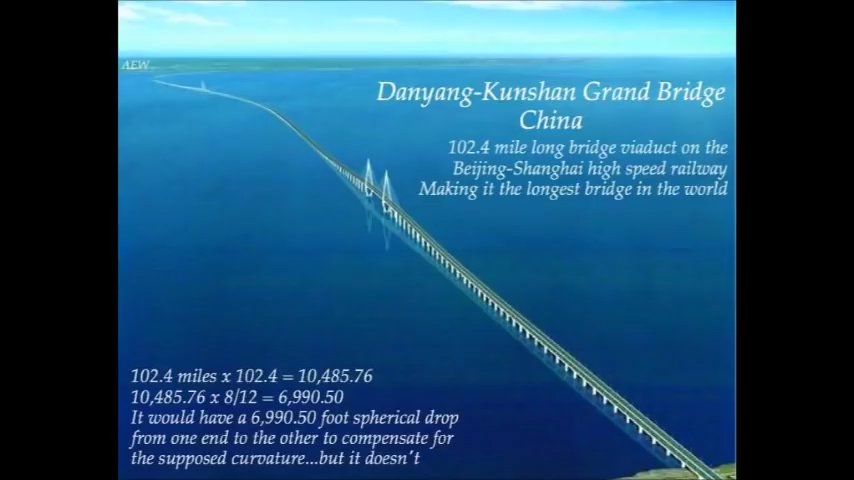 AEW
Danyang-Kunshan Grand Bridge
China
102.4 mile long bridge viaduct on the
Beijing-Shanghai high speed railway
Making it the longest bridge in the world
102.4 miles x 102.4 = 10,485.76
10,485.76 x 8/12 = 6,990.50
It would have a 6,990.50 foot spherical drop
from one end to the other to compensate for
the supposed curvature...but it doesn't